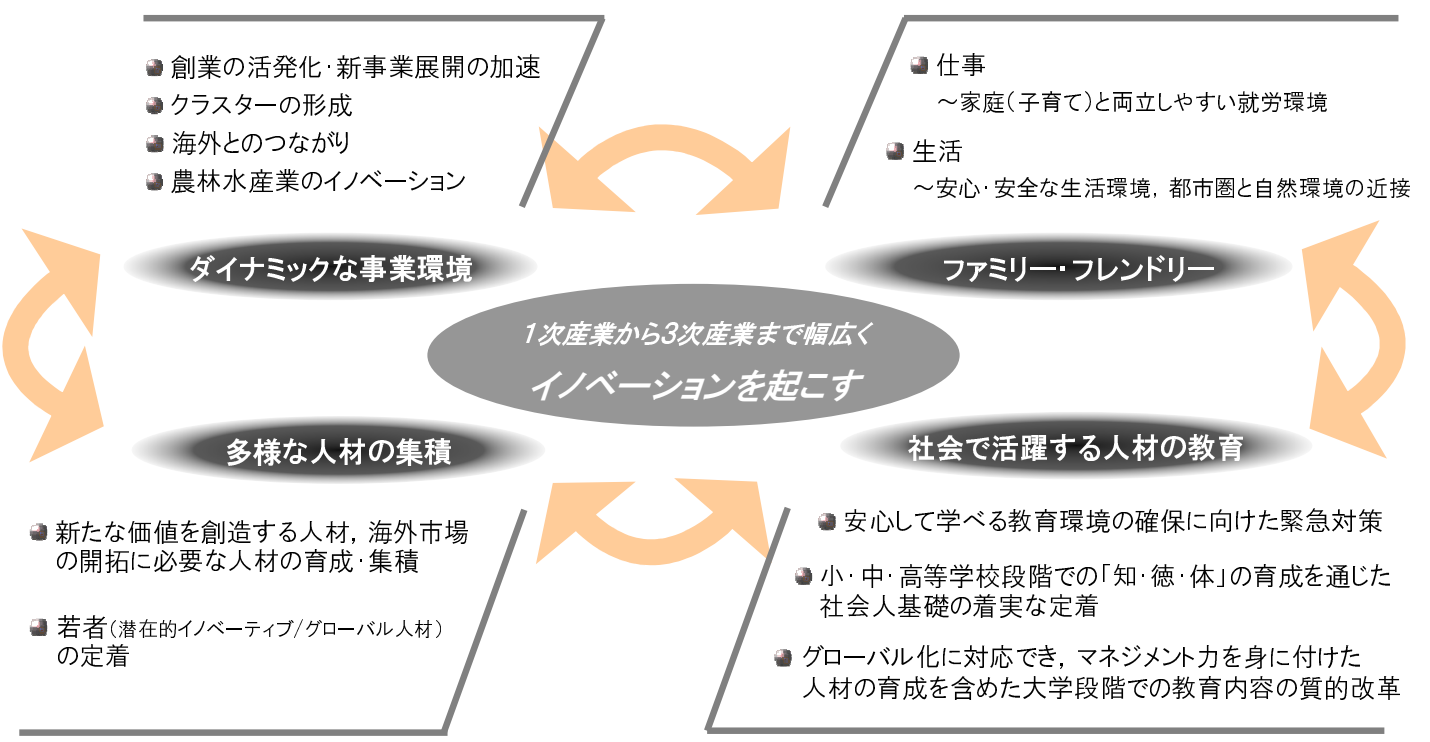 創業の活発化･新事業展開の加速
クラスターの形成
海外とのつながり
農林水産業のイノベーション
ダイナミックな事業環境
仕事
～家庭(子育て)と両立しやすい就労環境
生活
～安心･安全な生活環境，都市圏と自然環境の近接
ファミリー・フレンドリー
1次産業から3次産業まで幅広く
イノベーションを起こす
多様な人材の集積
新たな価値を創造する人材，海外市場
の開拓に必要な人材の育成･集積
若者(潜在的イノベーティブ/グローバル人材)
の定着
社会で活躍する人材の教育
安心して学べる教育環境の確保に向けた緊急対策
小･中･高等学校段階での｢知･徳･体｣の育成を通じた
社会人基礎の着実な定着
グローバル化に対応でき，マネジメント力を身に付けた
人材の育成を含めた大学段階での教育内容の質的改革